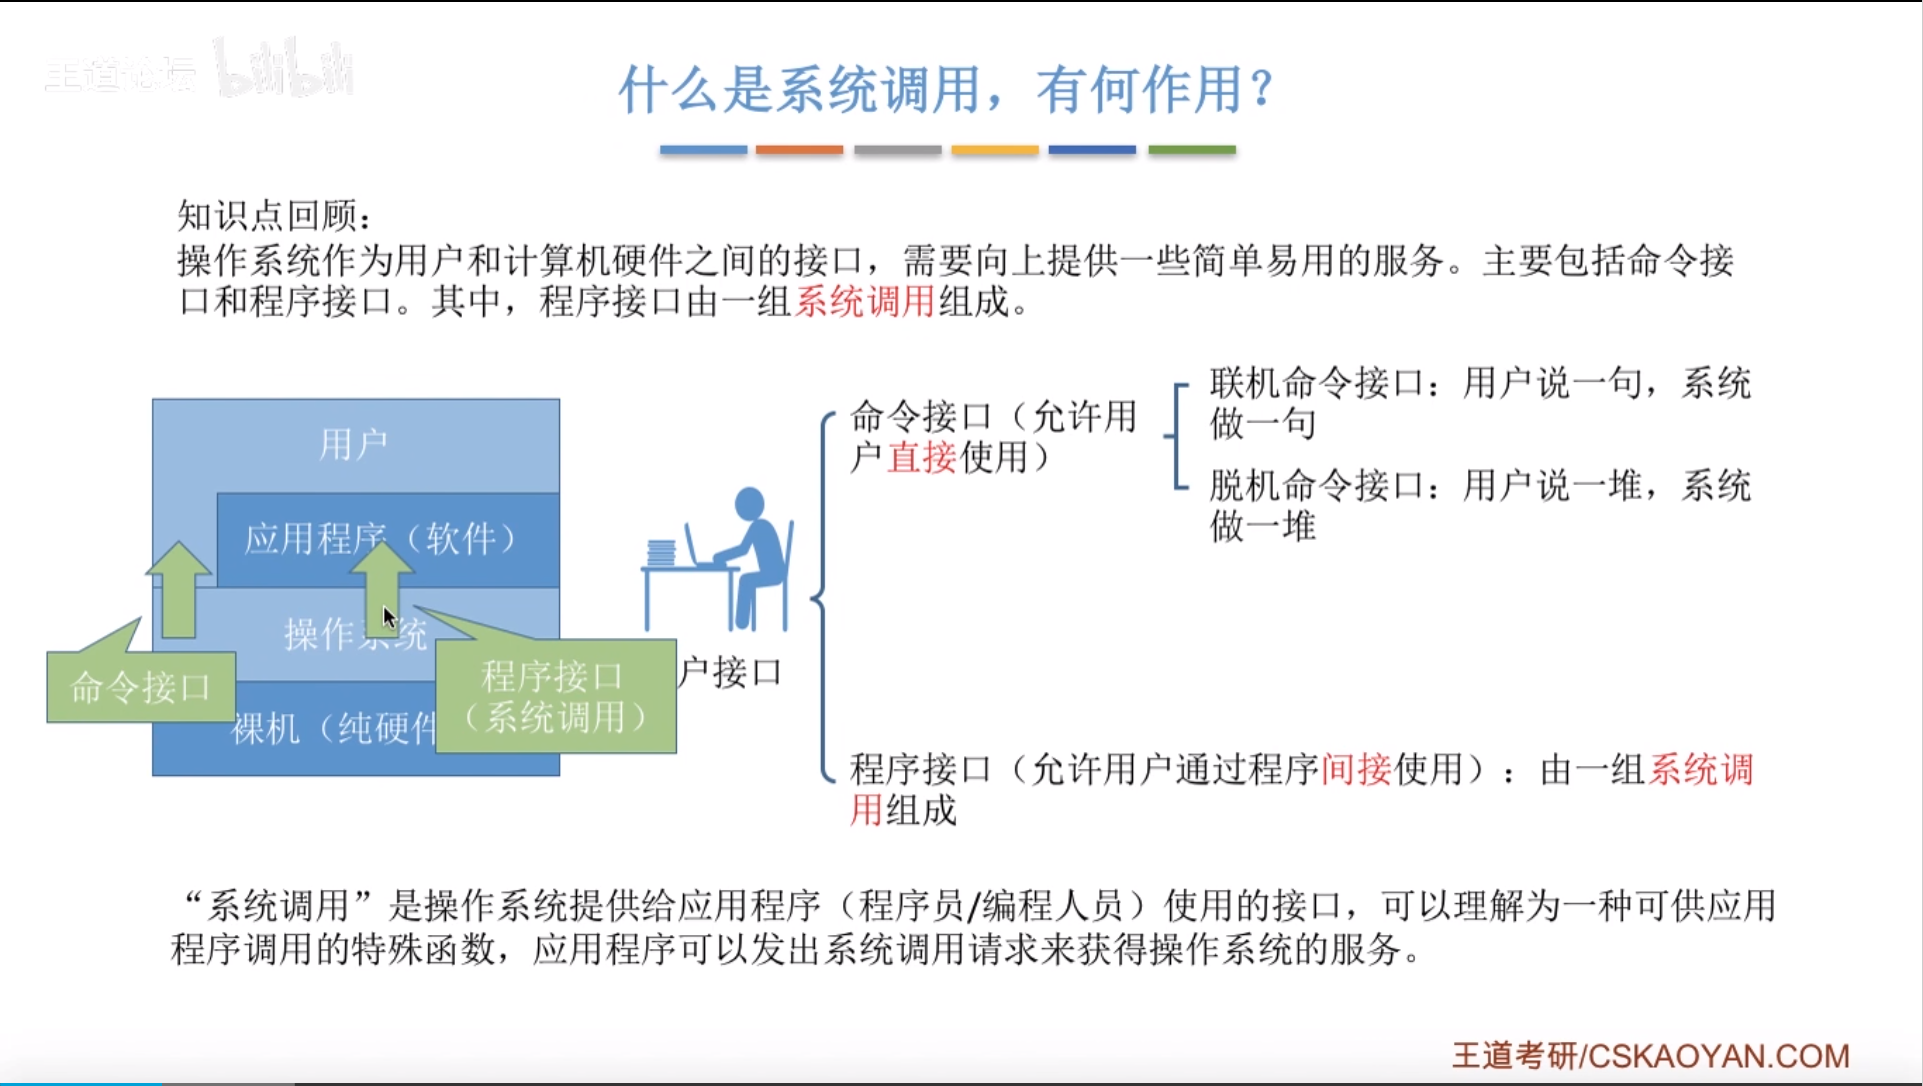 王道论坛 bilibili
什么是系统调用，有何作用？
知识点回顾：
操作系统作为用户和计算机硬件之间的接口，需要向上提供一些简单易用的服务。主要包括命令接
口和程序接口。其中，程序接口由一组系统调用组成。
用户
应用程序（软件）
操作系统
裸机（纯硬件
命令接口
程序接口
（系统调用）
户接口
命令接口（允许用
户直接使用）
联机命令接口：用户说一句，系统
做一句
脱机命令接口：用户说一堆，系统
做一堆
程序接口（允许用户通过程序间接使用）：由一组系统调
用组成
“系统调用”是操作系统提供给应用程序（程序员/编程人员）使用的接口，可以理解为一种可供应用
程序调用的特殊函数，应用程序可以发出系统调用请求来获得操作系统的服务。
王道考研/CSKAOYAN.COM